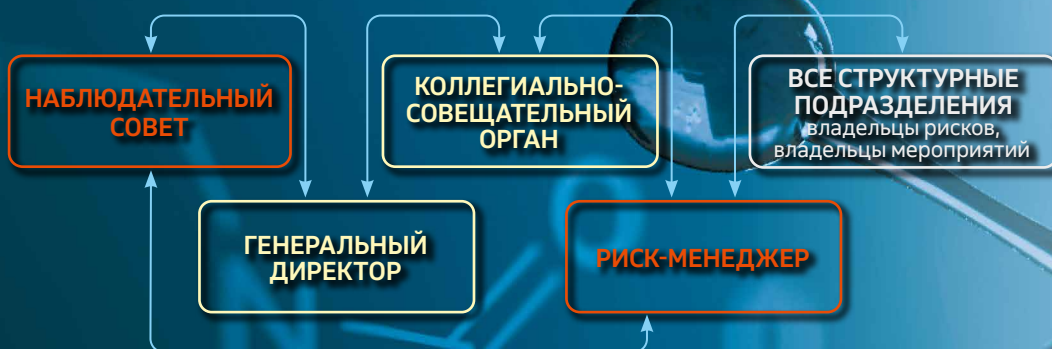 НАБЛЮДАТЕЛЬНЫЙ
СОВЕТ
КОЛЛЕГИАЛЬНО-
СОВЕЩАТЕЛЬНЫЙ
ОРГАН
ВСЕ СТРУКТУРНЫЕ
ПОДРАЗДЕЛЕНИЯ
владельцы рисков,
владельцы мероприятий
ГЕНЕРАЛЬНЫЙ
ДИРЕКТОР
РИСК-МЕНЕДЖЕР